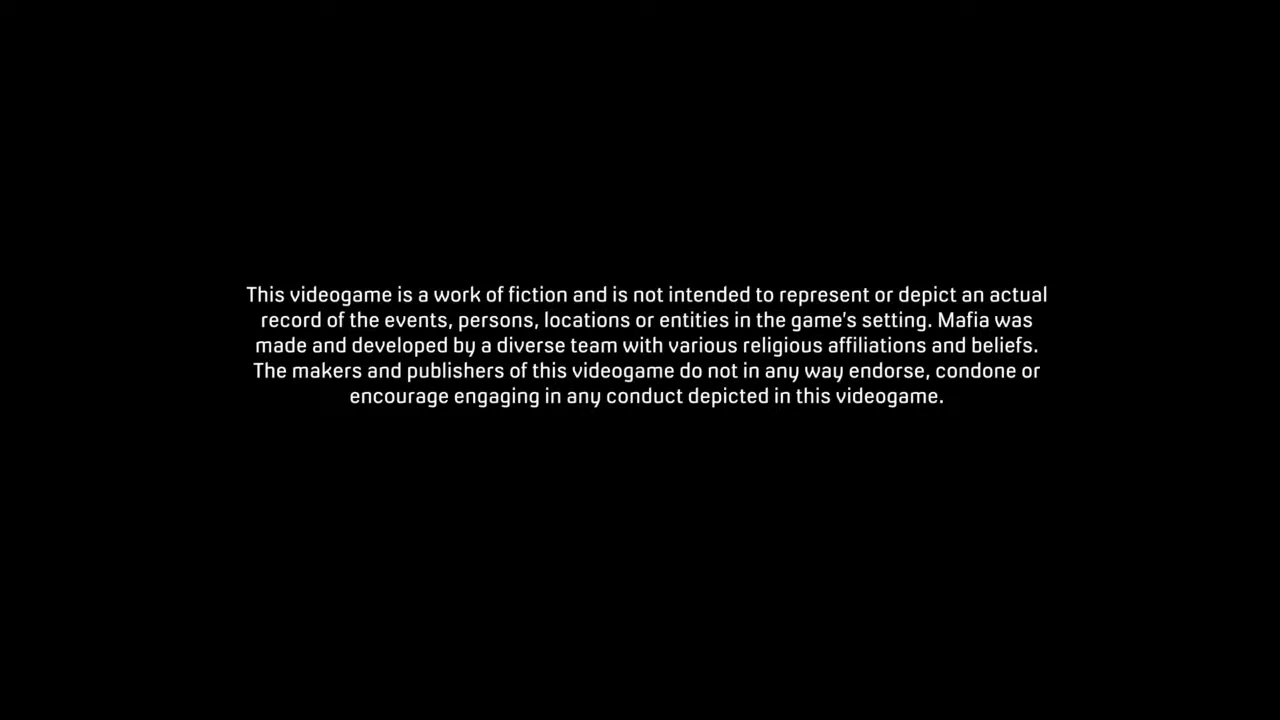 This videogame is a work of fiction and is not intended to represent or depict an actual
record of the events, persons, locations or entities in the game's setting. Mafia was
made and developed by a diverse team with various religious affiliations and beliefs.
The makers and publishers of this videogame do not in any way endorse, condone or
encourage engaging in any conduct depicted in this videogame.